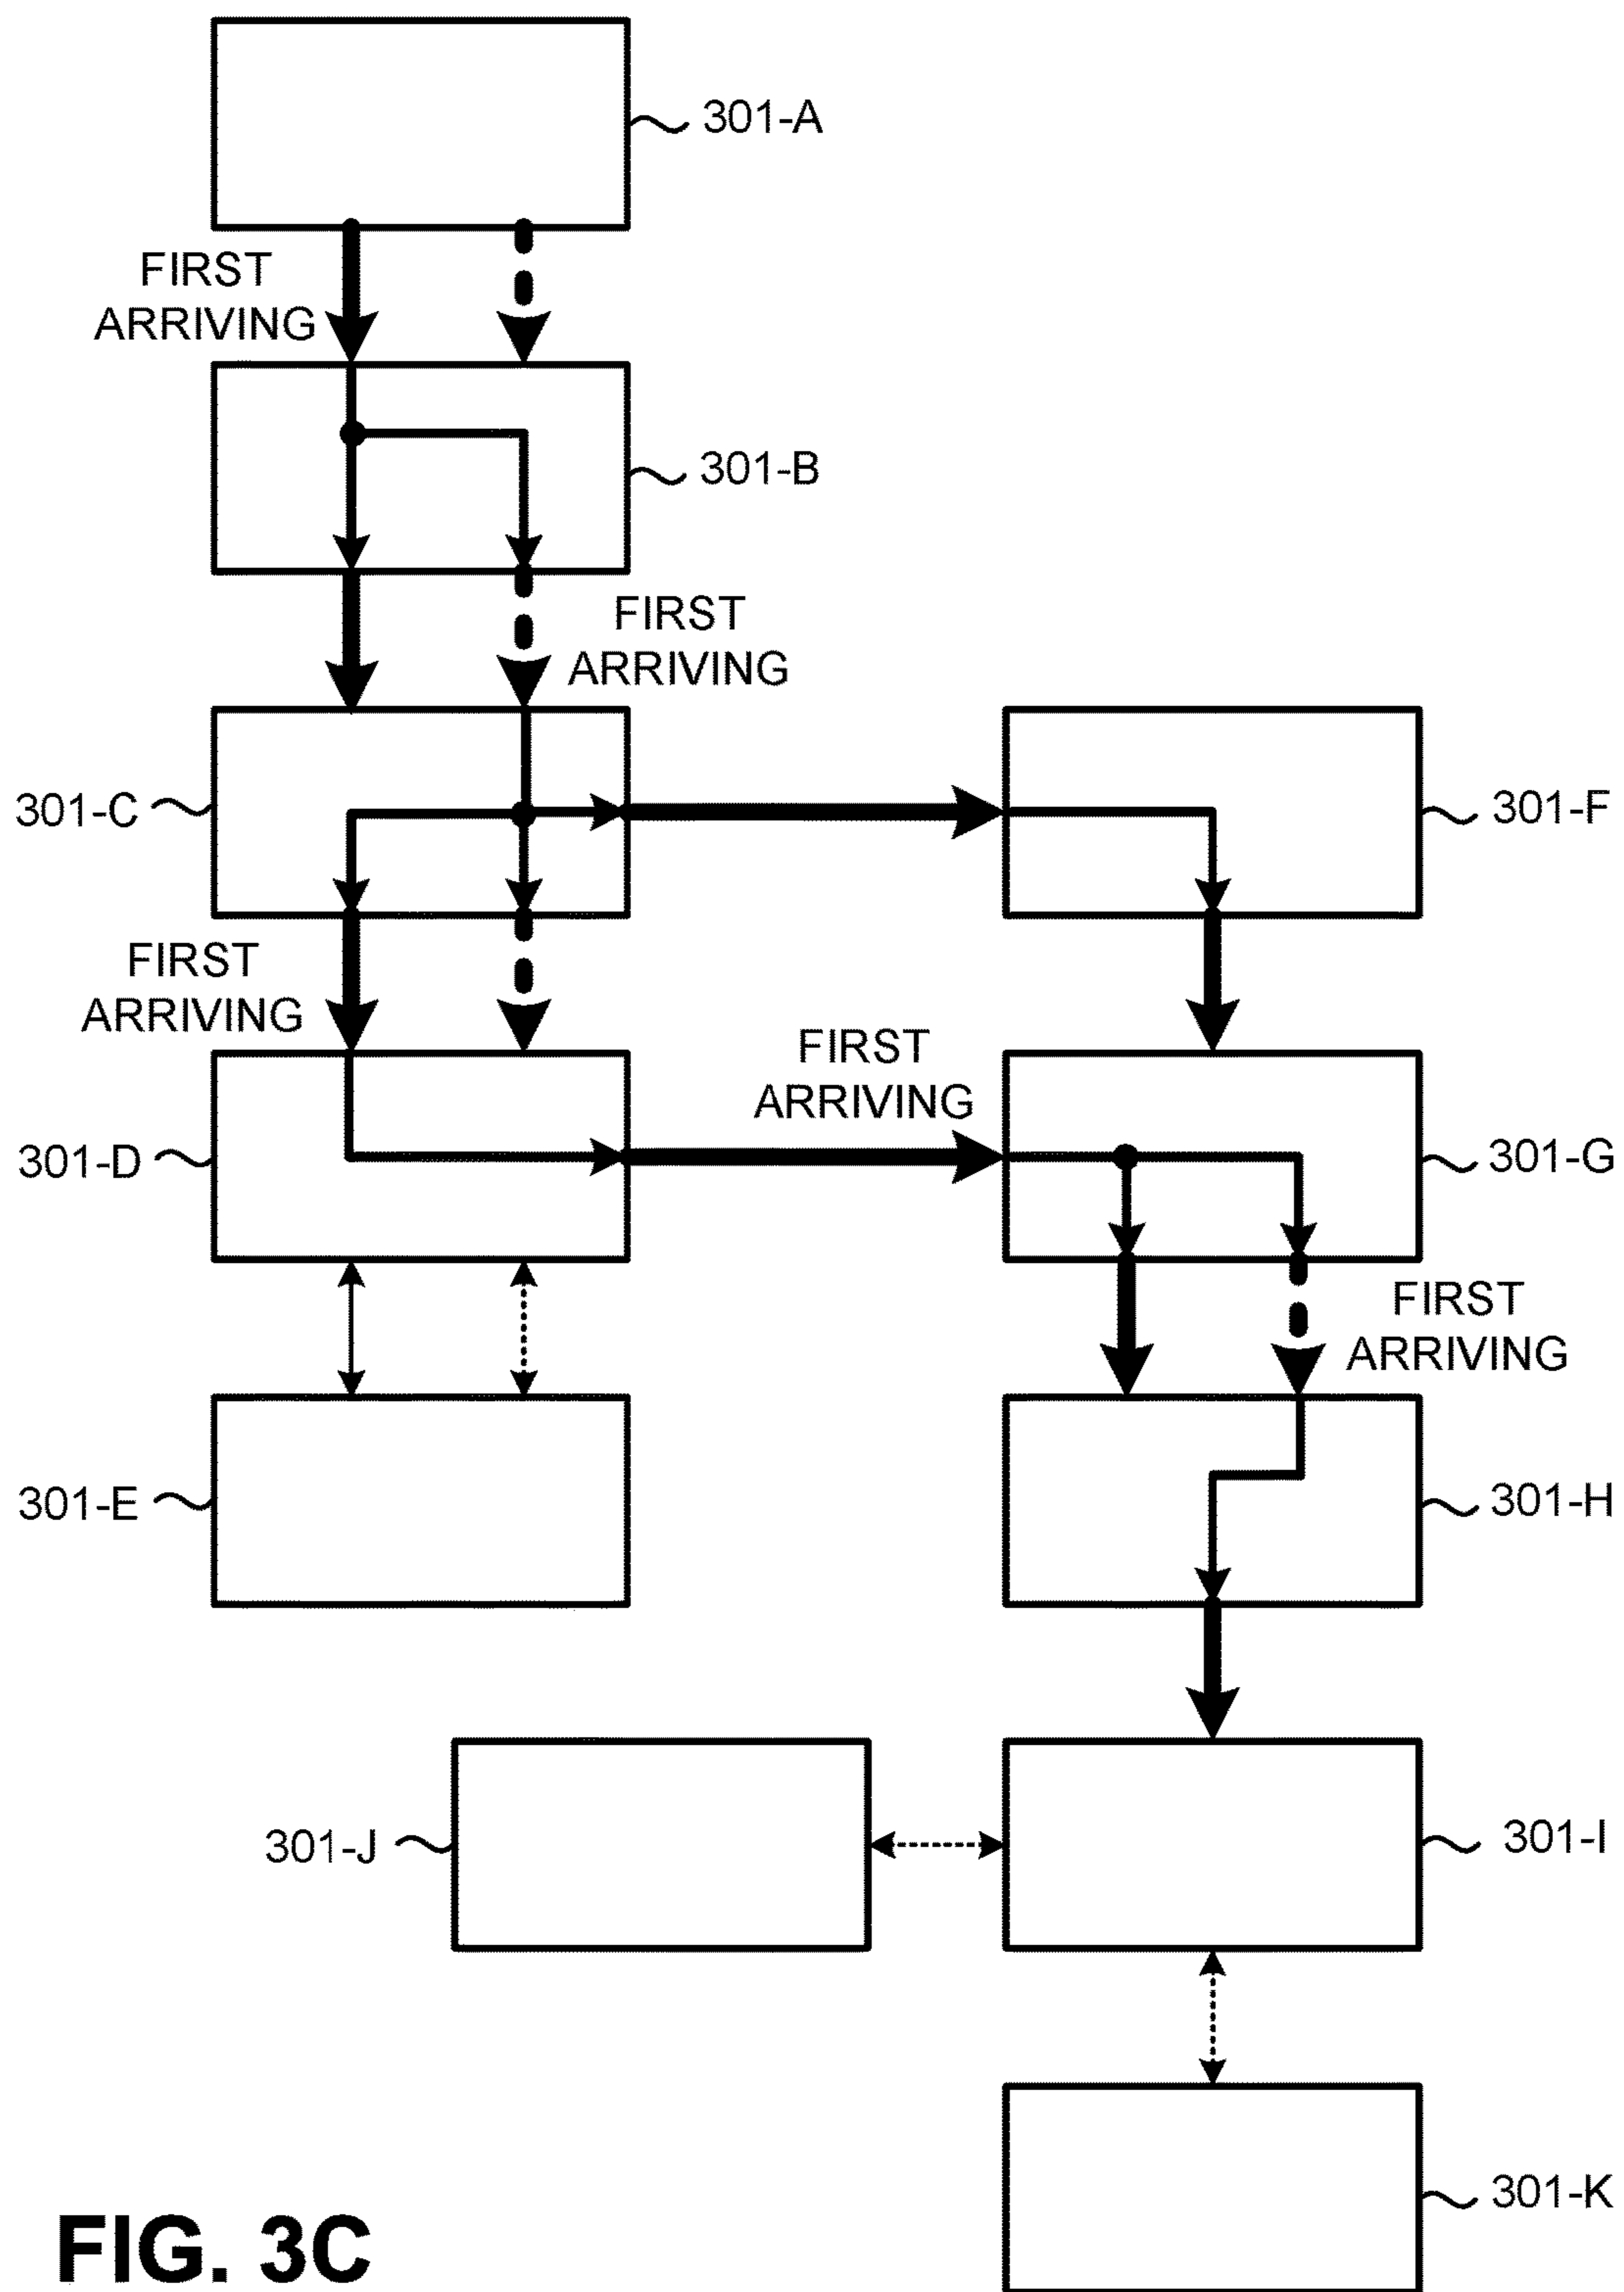 301-A
FIRST
ARRIVING
301-B
FIRST
ARRIVING
301-C
301-F
FIRST
ARRIVING
FIRST
ARRIVING
301-D
301-G
FIRST
ARRIVING
301-E
301-H
301-J
301-I
301-K
FIG. 3C